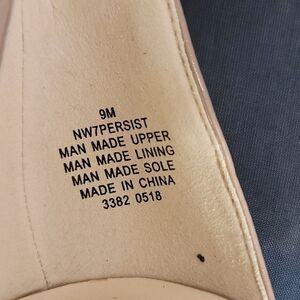 9M
NW7PERSIST
MAN MADE UPPER
MAN MADE LINING
MAN MADE SOLE
MADE IN CHINA
3382 0518